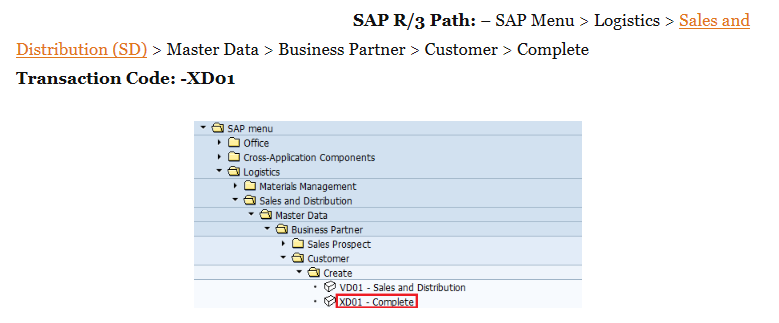 SAP R/3 Path: – SAP Menu > Logistics > Sales and
Distribution (SD) > Master Data > Business Partner > Customer > Complete
Transaction Code: -XD01
SAP menu
Office
Cross-Application Components
Logistics
Materials Management
Sales and Distribution
Master Data
Business Partner
Sales Prospect
Customer
Create
VD01 - Sales and Distribution
XD01 - Complete